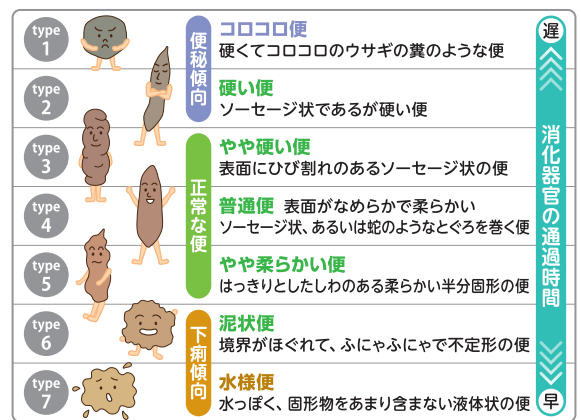 type
1
コロコロ便
硬くてコロコロのウサギの糞のような便
type
2
硬い便
ソーセージ状であるが硬い便
便秘傾向
type
3
やや硬い便
表面にひび割れのあるソーセージ状の便
type
4
普通便 表面がなめらかで柔らかい
ソーセージ状、あるいは蛇のようなとぐろを巻く便
type
5
やや柔らかい便
はっきりとしたしわのある柔らかい半分固形の便
正常な便
type
6
泥状便
境界がほぐれて、ふにゃふにゃで不定形の便
type
7
水様便
水っぽく、固形物をあまり含まない液体状の便
下痢傾向
遅
消化器官の通過時間
早